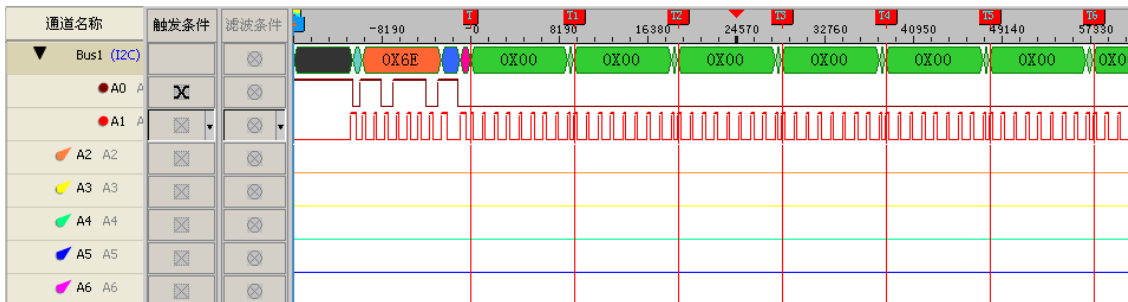 通道名称 触发条件 滤波条件
T T1 T2 T3 T4 T5 T6
-8190 -0 8190 16380 24570 32760 40950 49140 57330
Bus1 (I2C) 0X6E 0X00 0X00 0X00 0X00 0X00 0X00 0X0
A0 A
A1 A
A2 A2
A3 A3
A4 A4
A5 A5
A6 A6